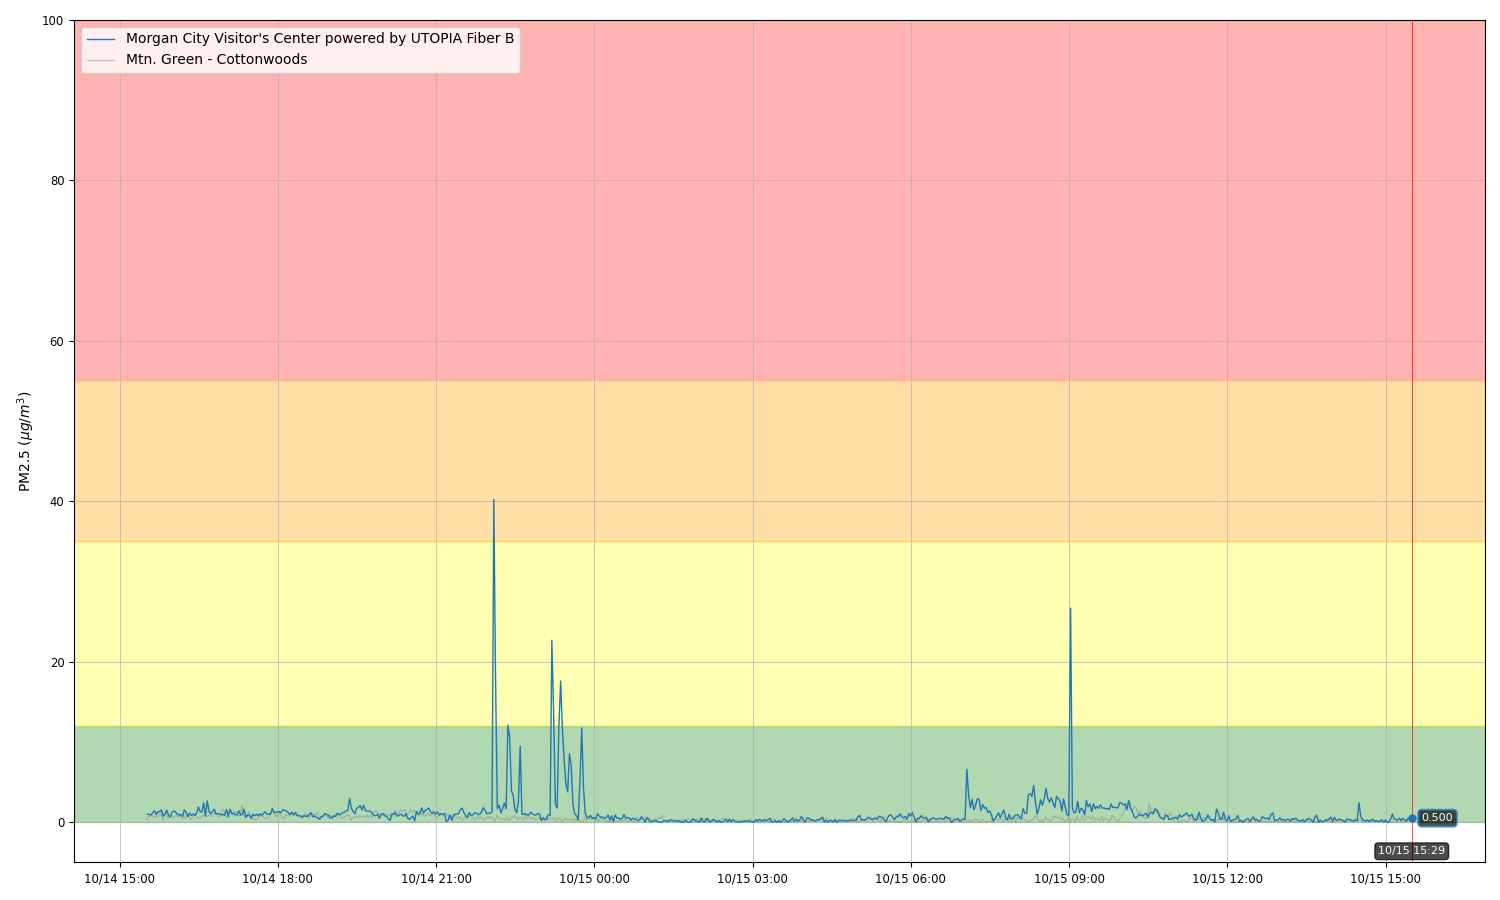 100
Morgan City Visitor's Center powered by UTOPIA Fiber B
Mtn. Green - Cottonwoods
80
60
PM2.5 (μg/m³)
40
20
0
0.500
10/15 15:29
10/14 15:00 10/14 18:00 10/14 21:00 10/15 00:00 10/15 03:00 10/15 06:00 10/15 09:00 10/15 12:00 10/15 15:00